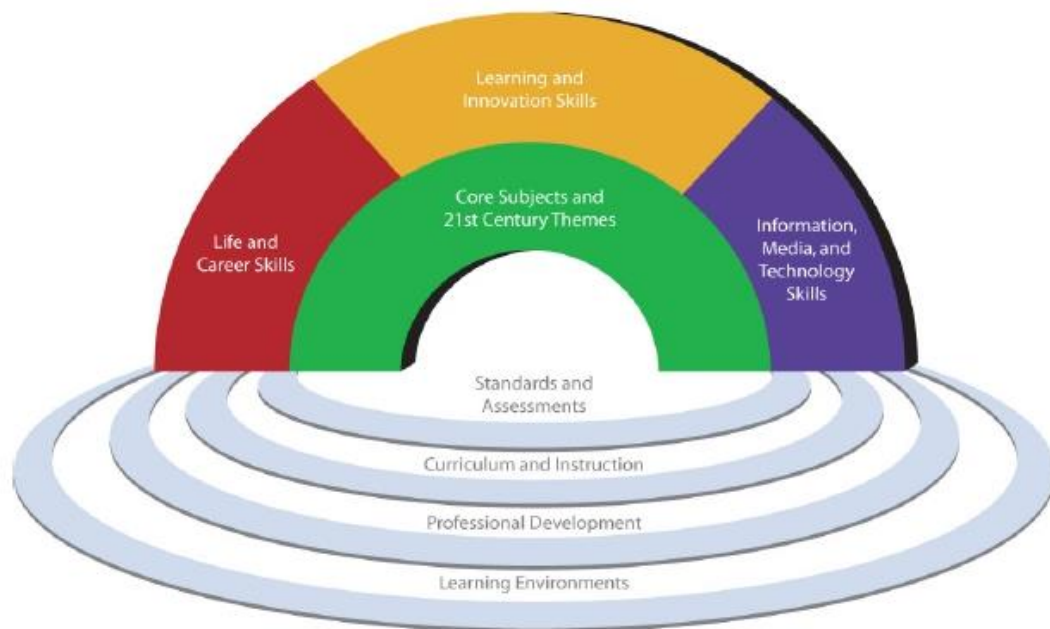 Learning and
Innovation Skills
Core Subjects and
21st Century Themes
Life and
Career Skills
Information,
Media, and
Technology
Skills
Standards and
Assessments
Curriculum and Instruction
Professional Development
Learning Environments